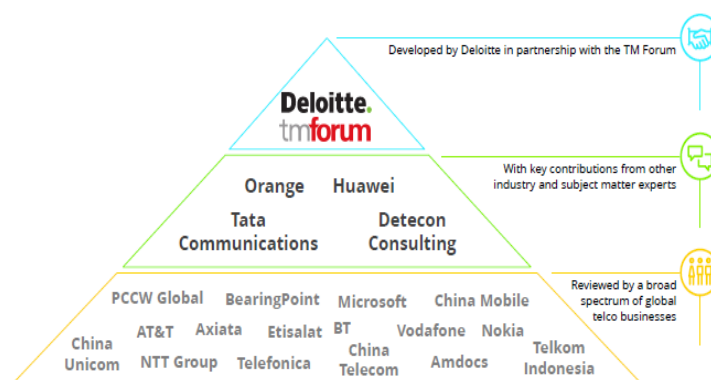 Developed by Deloitte in partnership with the TM Forum
Deloitte.
tmforum
With key contributions from other
industry and subject matter experts
Orange Huawei
Tata
Communications
Detecon
Consulting
Reviewed by a broad
spectrum of global
telco businesses
PCCW Global BearingPoint Microsoft China Mobile
AT&T Axiata Etisalat BT Vodafone Nokia
China
Unicom
NTT Group Telefonica
China
Telecom
Amdocs
Telkom
Indonesia